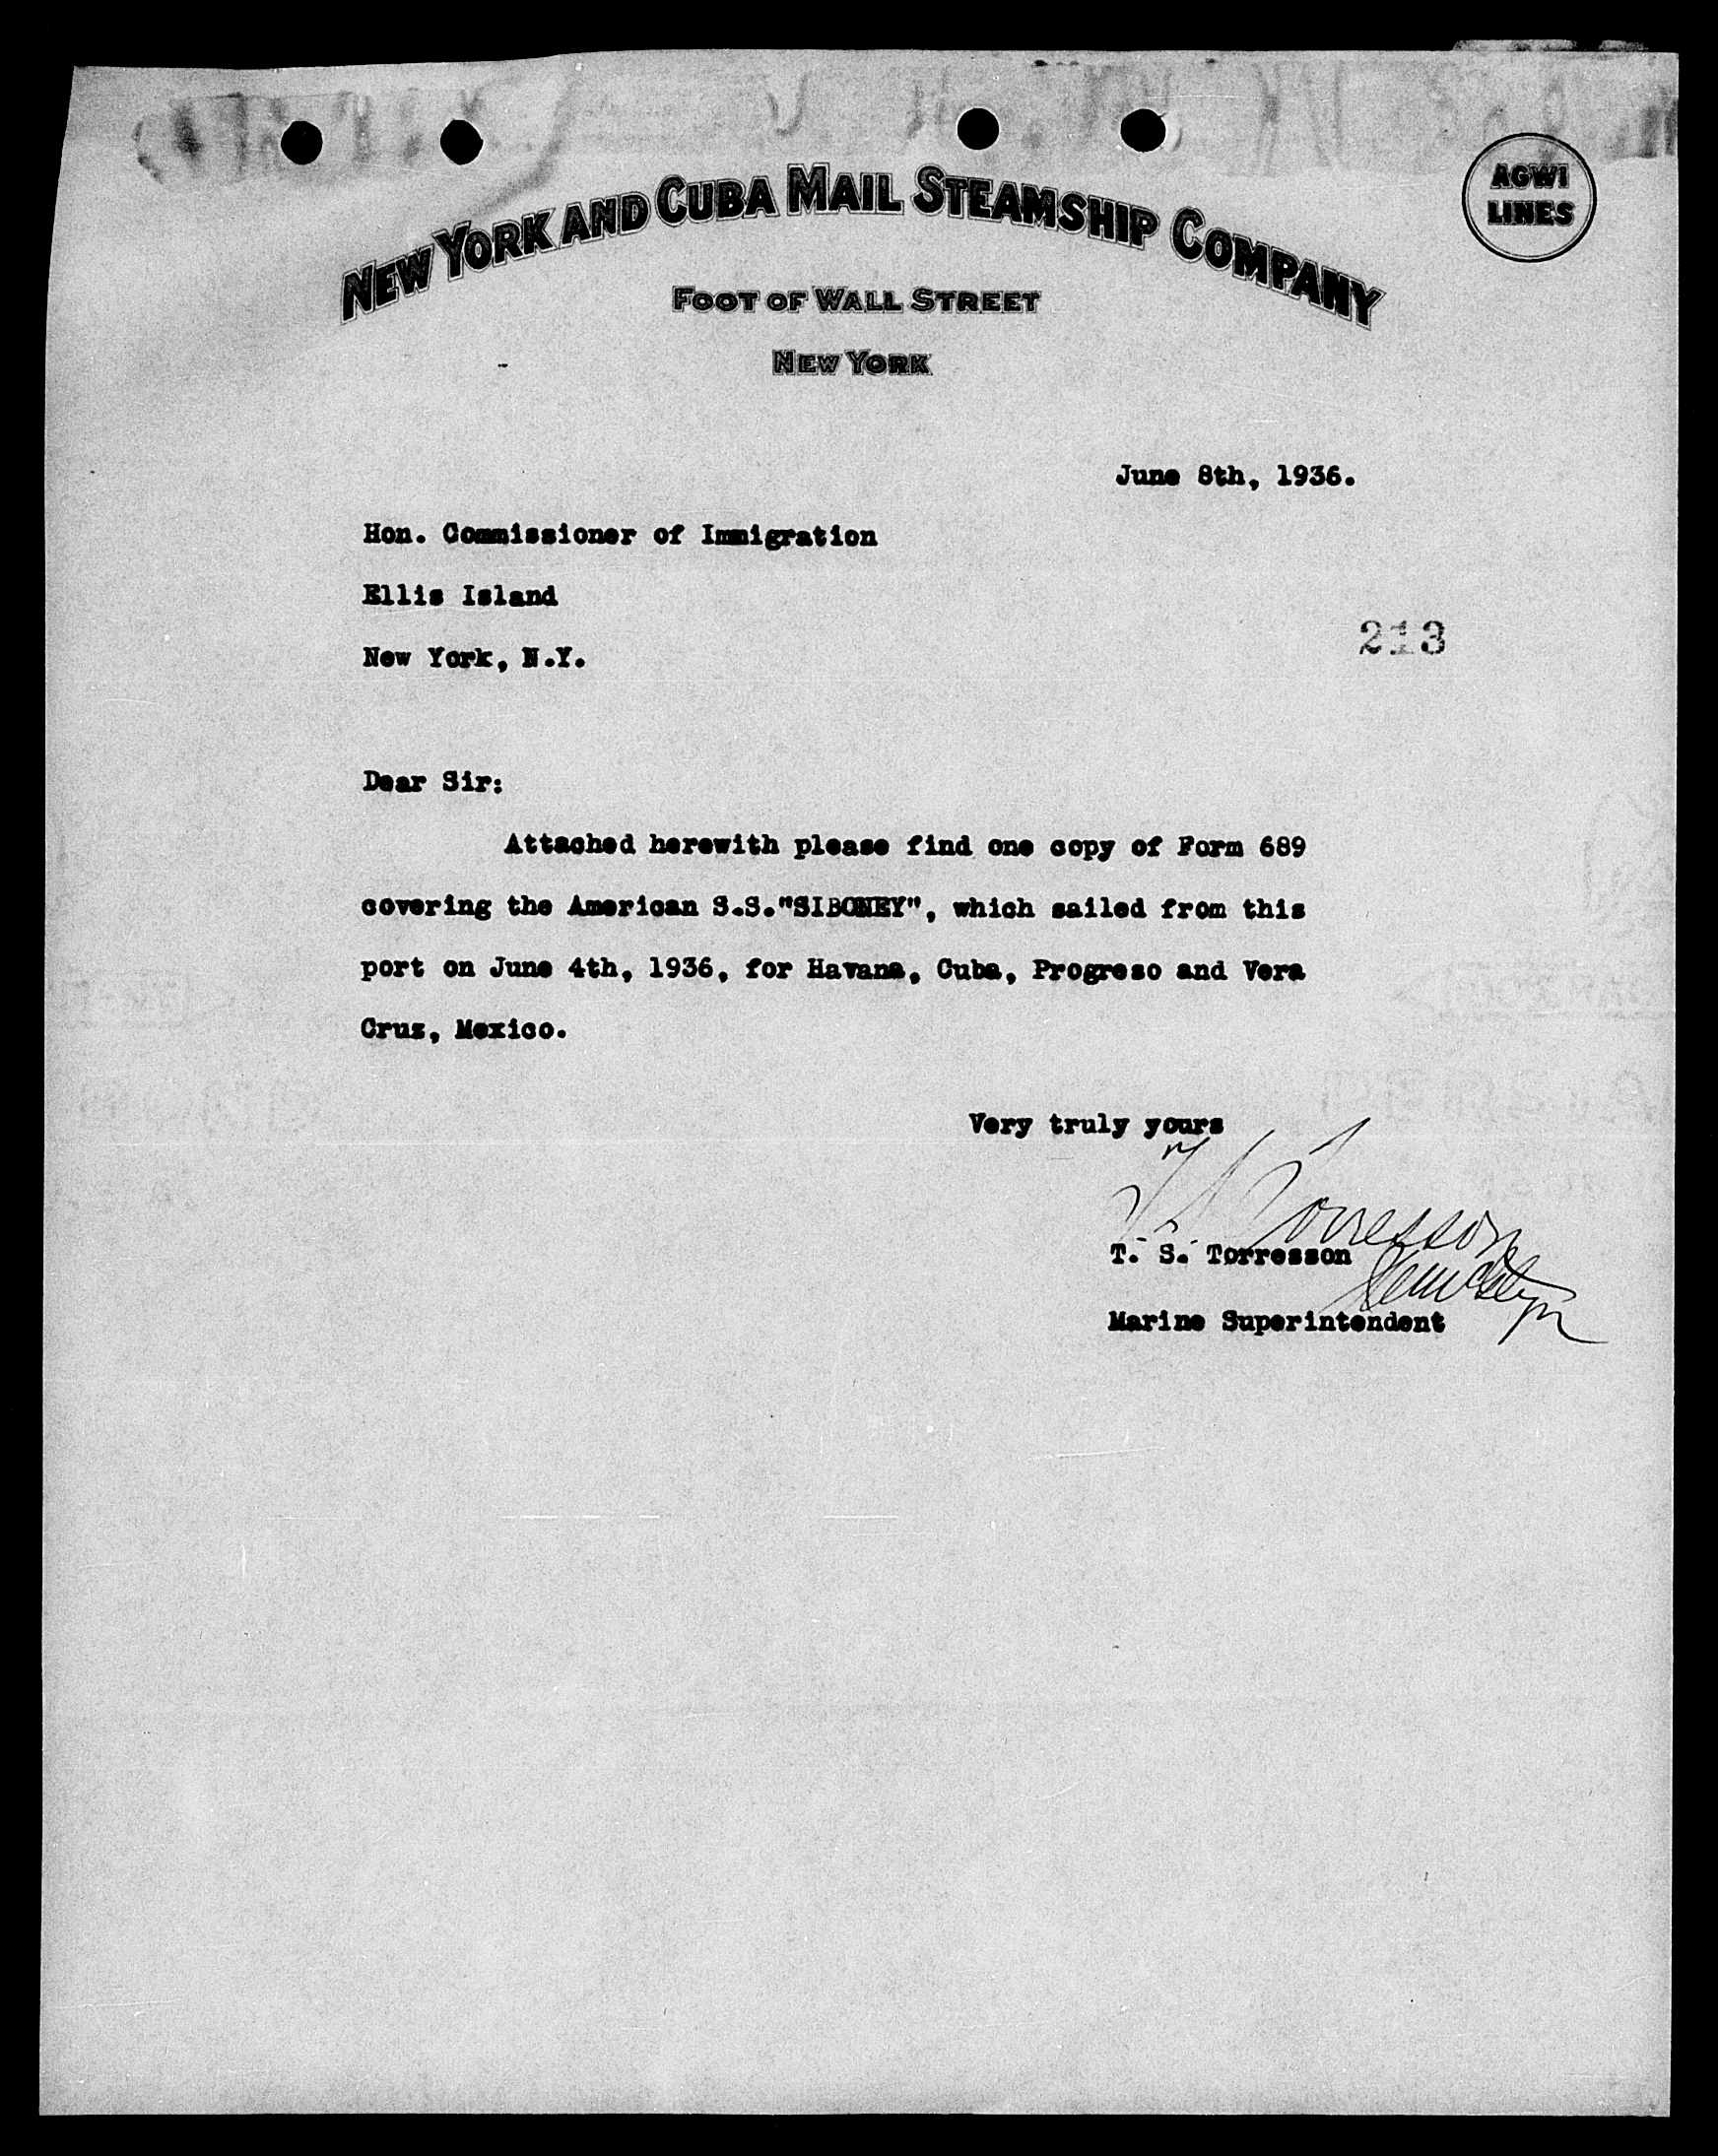 NEW YORK AND CUBA MAIL STEAMSHIP COMPANY
AGWI
LINES
FOOT OF WALL STREET
NEW YORK
June 8th, 1936.
Hon. Commissioner of Immigration
Ellis Island
New York, N.Y.
213
Dear Sir:
Attached herewith please find one copy of Form 689
covering the American S.S."SIBONEY", which sailed from this
port on June 4th, 1936, for Havana, Cuba, Progreso and Vera
Cruz, Mexico.
Very truly yours
T S Torresson
T. S. Torresson
Marine Superintendent